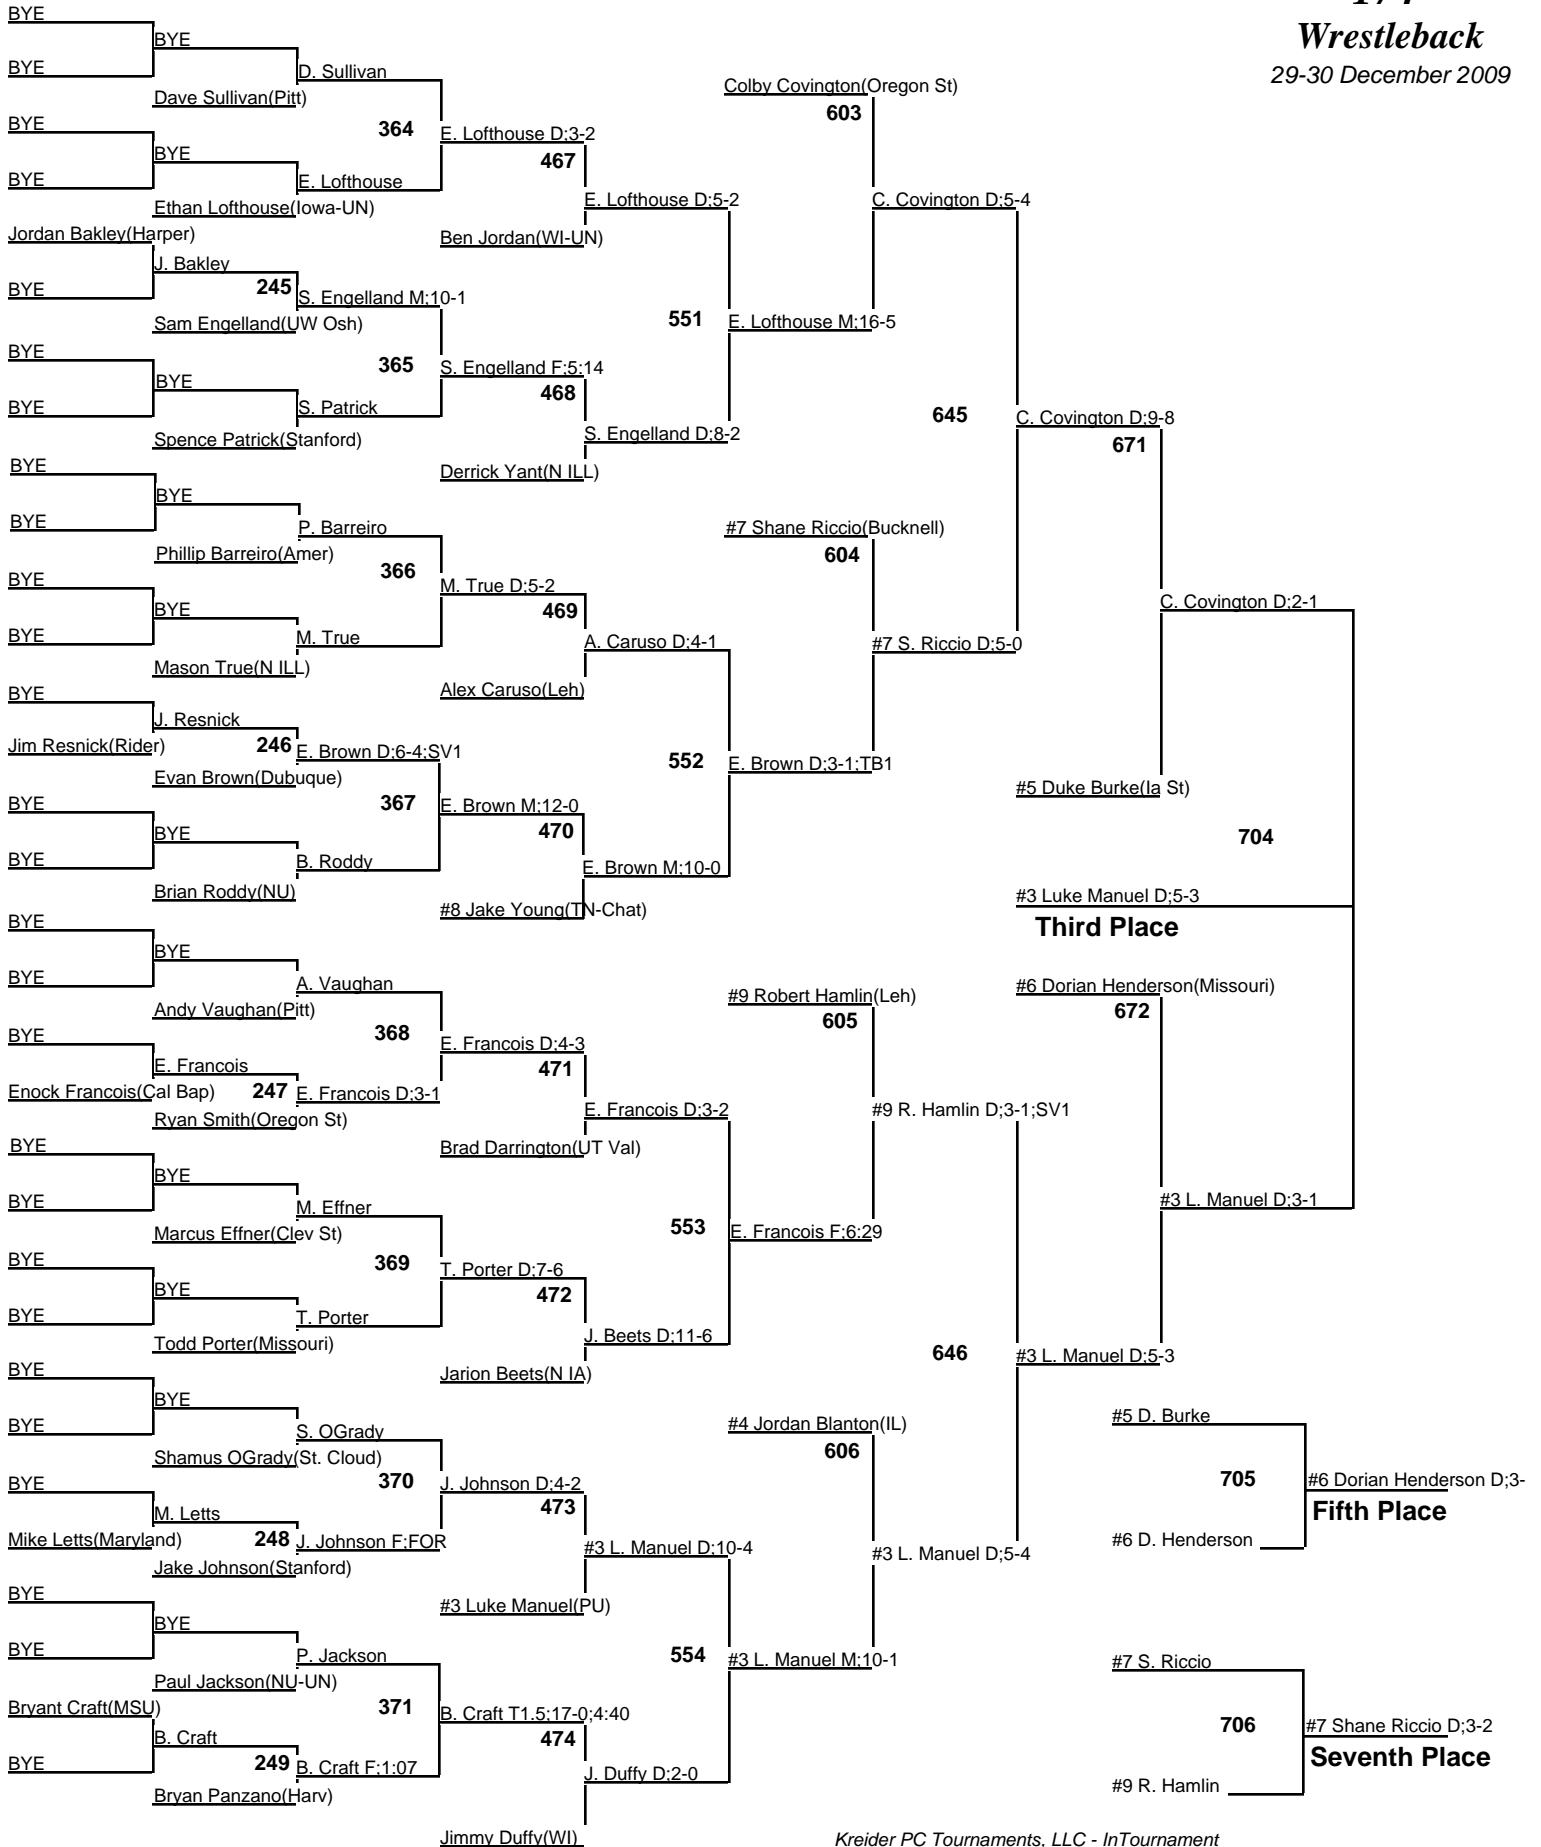 Wrestleback
29-30 December 2009
BYE
BYE
BYE
D. Sullivan
Dave Sullivan(Pitt)
BYE
364
E. Lofthouse D;3-2
BYE
467
BYE
E. Lofthouse
Ethan Lofthouse(Iowa-UN)
E. Lofthouse D;5-2
Jordan Bakley(Harper)
Ben Jordan(WI-UN)
J. Bakley
BYE
245
S. Engelland M;10-1
Sam Engelland(UW Osh)
551
E. Lofthouse M;16-5
BYE
365
S. Engelland F;5:14
BYE
468
BYE
S. Patrick
Spence Patrick(Stanford)
S. Engelland D;8-2
Derrick Yant(N ILL)
Colby Covington(Oregon St)
603
C. Covington D;5-4
645
C. Covington D;9-8
671
BYE
BYE
BYE
P. Barreiro
Phillip Barreiro(Amer)
366
BYE
M. True D;5-2
BYE
469
BYE
M. True
Mason True(N ILL)
A. Caruso D;4-1
Alex Caruso(Leh)
#7 Shane Riccio(Bucknell)
604
#7 S. Riccio D;5-0
C. Covington D;2-1
BYE
J. Resnick
Jim Resnick(Rider)
246
E. Brown D;6-4;SV1
Evan Brown(Dubuque)
552
E. Brown D;3-1;TB1
BYE
367
E. Brown M;12-0
BYE
470
BYE
B. Roddy
Brian Roddy(NU)
E. Brown M;10-0
#8 Jake Young(TN-Chat)
#5 Duke Burke(Ia St)
704
#3 Luke Manuel D;5-3
Third Place
BYE
BYE
BYE
A. Vaughan
Andy Vaughan(Pitt)
368
BYE
E. Francois D;4-3
E. Francois
471
Enock Francois(Cal Bap)
247
E. Francois D;3-1
Ryan Smith(Oregon St)
E. Francois D;3-2
Brad Darrington(UT Val)
#9 Robert Hamlin(Leh)
605
#9 R. Hamlin D;3-1;SV1
#6 Dorian Henderson(Missouri)
672
#3 L. Manuel D;3-1
BYE
BYE
BYE
M. Effner
Marcus Effner(Clev St)
553
E. Francois F;6:29
BYE
369
T. Porter D;7-6
BYE
472
BYE
T. Porter
Todd Porter(Missouri)
J. Beets D;11-6
Jarion Beets(N IA)
646
#3 L. Manuel D;5-3
BYE
BYE
BYE
S. OGrady
Shamus OGrady(St. Cloud)
370
J. Johnson D;4-2
BYE
473
M. Letts
Mike Letts(Maryland)
248
J. Johnson F;FOR
Jake Johnson(Stanford)
#3 L. Manuel D;10-4
#3 Luke Manuel(PU)
#4 Jordan Blanton(IL)
606
#3 L. Manuel D;5-4
#5 D. Burke
705
#6 Dorian Henderson D;3-
Fifth Place
#6 D. Henderson
BYE
BYE
BYE
P. Jackson
Paul Jackson(NU-UN)
554
#3 L. Manuel M;10-1
Bryant Craft(MSU)
371
B. Craft T1.5;17-0;4:40
B. Craft
474
BYE
249
B. Craft F;1:07
Bryan Panzano(Harv)
J. Duffy D;2-0
Jimmy Duffy(WI)
#7 S. Riccio
706
#7 Shane Riccio D;3-2
Seventh Place
#9 R. Hamlin
Kreider PC Tournaments, LLC - InTournament